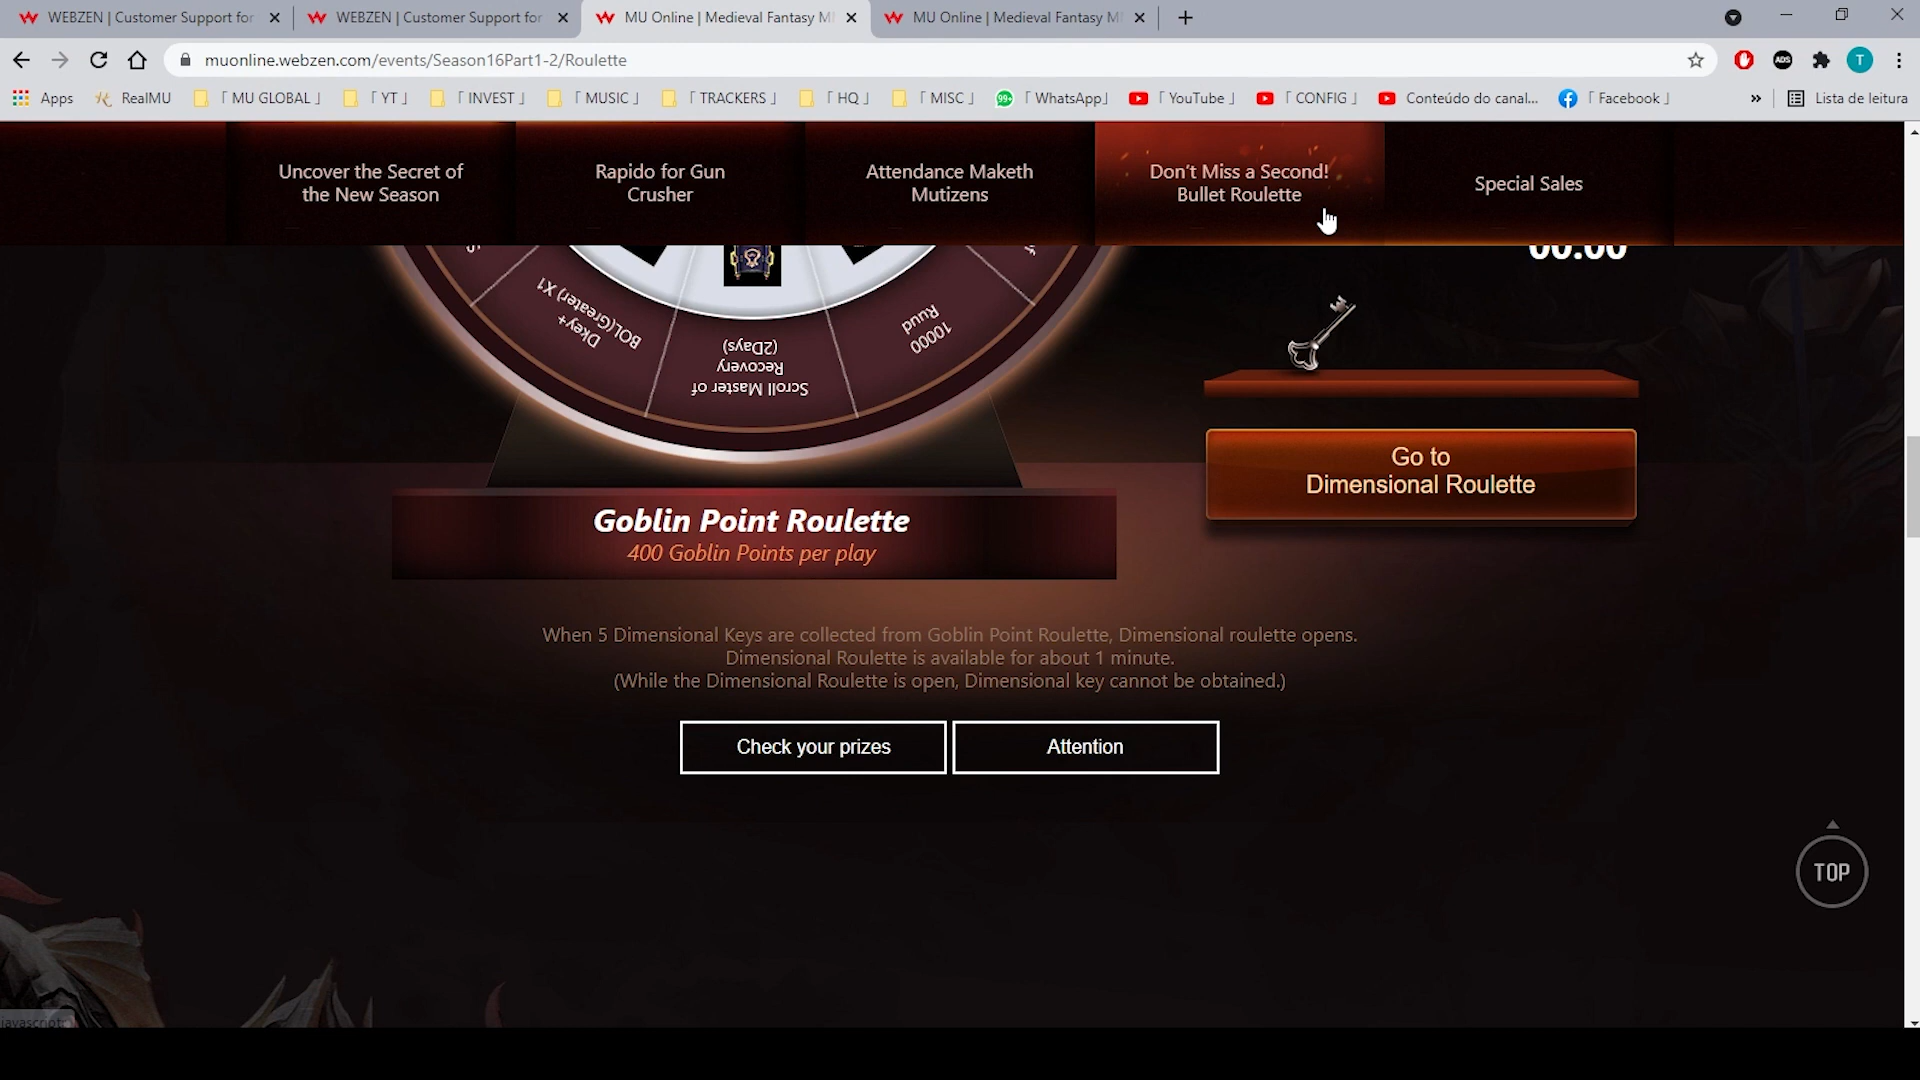 WEBZEN | Customer Support for
WEBZEN | Customer Support for
MU Online | Medieval Fantasy M
MU Online | Medieval Fantasy M
muonline.webzen.com/events/Season16Part1-2/Roulette
ADS
T
Apps
RealMU
「 MU GLOBAL 」
「 YT 」
「 INVEST 」
「 MUSIC 」
「 TRACKERS 」
「 HQ 」
「 MISC 」
99+
「 WhatsApp」
「 YouTube 」
「 CONFIG 」
Conteúdo do canal...
「 Facebook 」
»
Lista de leitura
Uncover the Secret of
the New Season
Rapido for Gun
Crusher
Attendance Maketh
Mutizens
Don't Miss a Second!
Bullet Roulette
Special Sales
00:00
Dkey+
BOL(Greater) X1
Scroll Master of
Recovery
(2Days)
10000
Ruud
Go to
Dimensional Roulette
Goblin Point Roulette
400 Goblin Points per play
When 5 Dimensional Keys are collected from Goblin Point Roulette, Dimensional roulette opens.
Dimensional Roulette is available for about 1 minute.
(While the Dimensional Roulette is open, Dimensional key cannot be obtained.)
Check your prizes
Attention
TOP